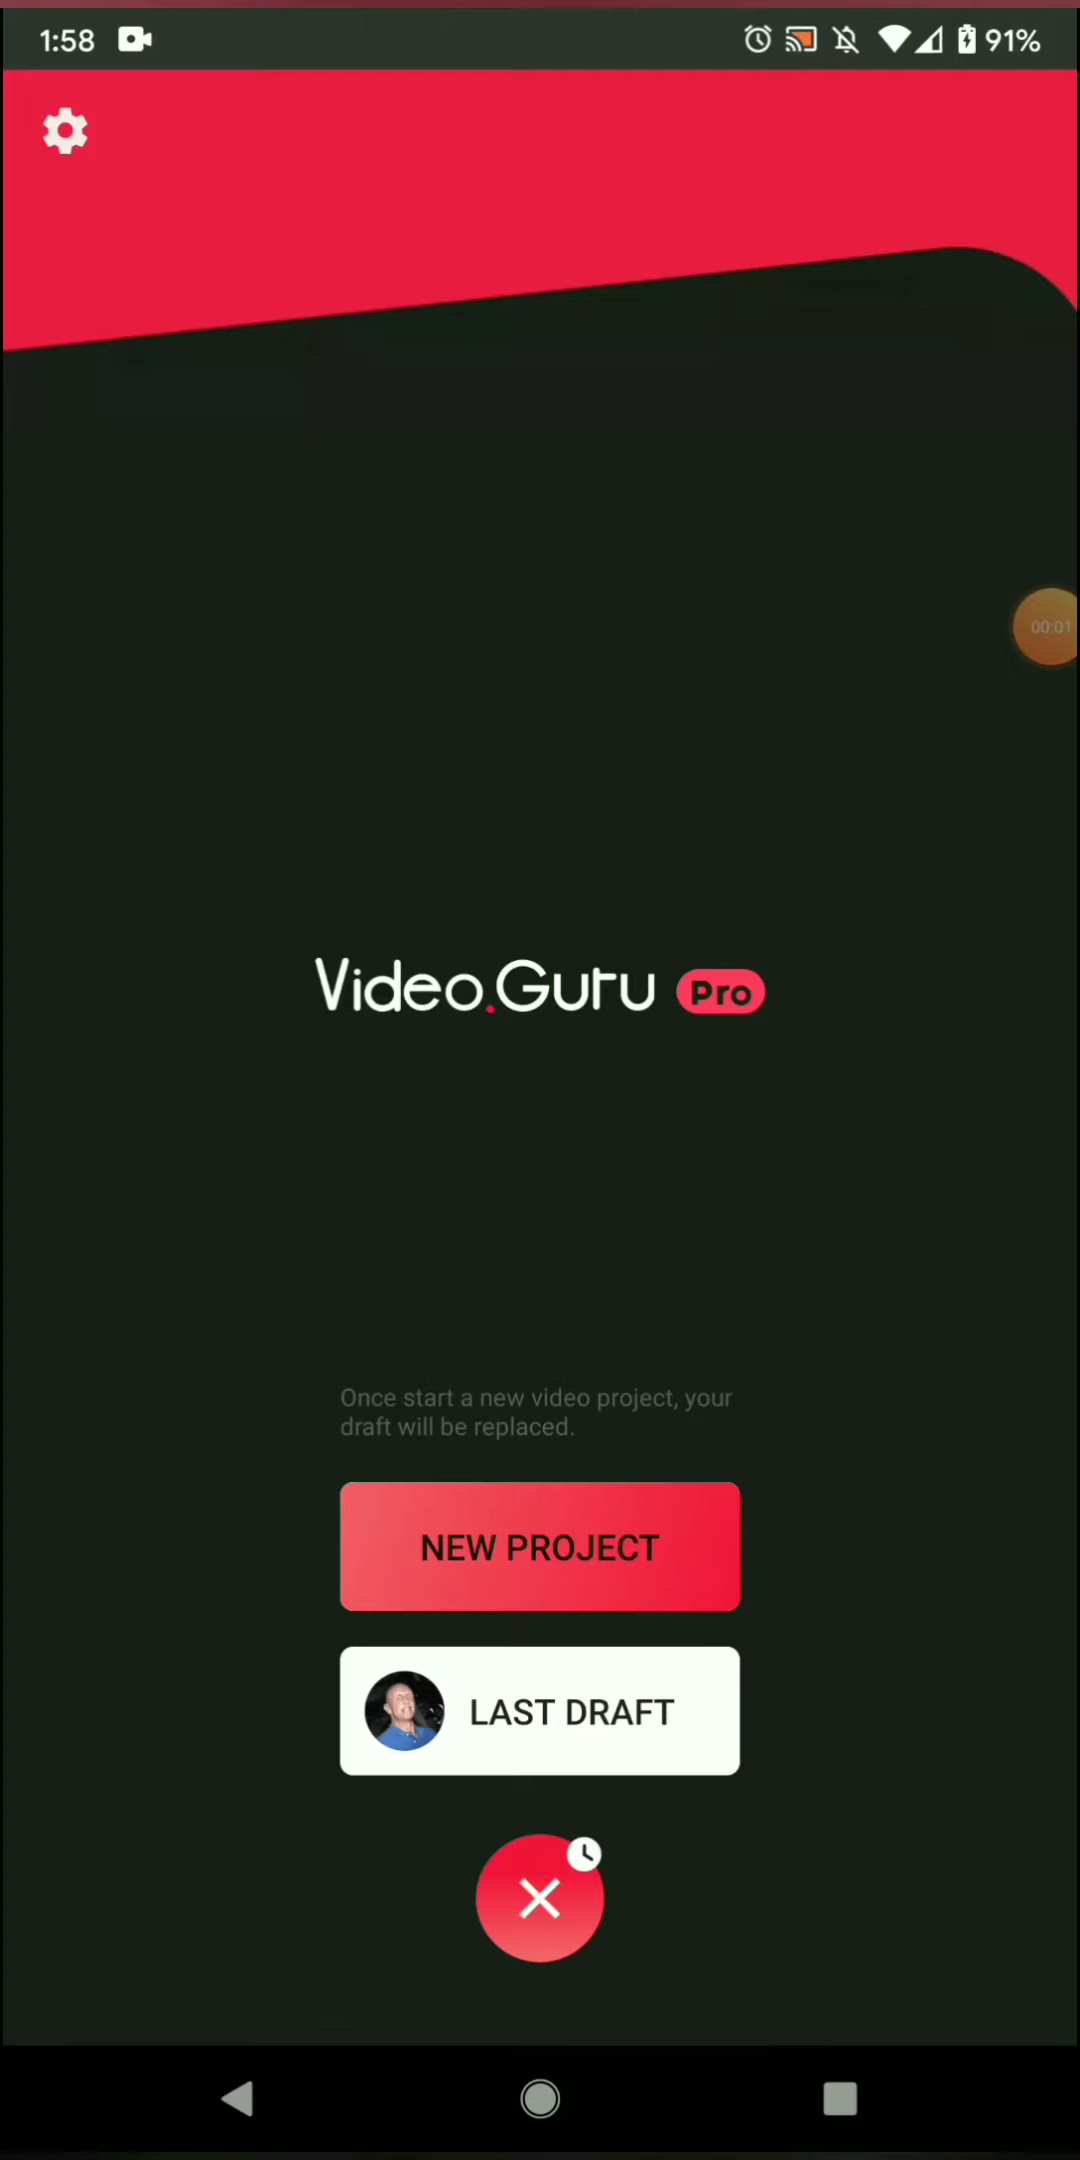 1:58
91%
00:01
Video.Guru Pro
Once start a new video project, your
draft will be replaced.
NEW PROJECT
LAST DRAFT